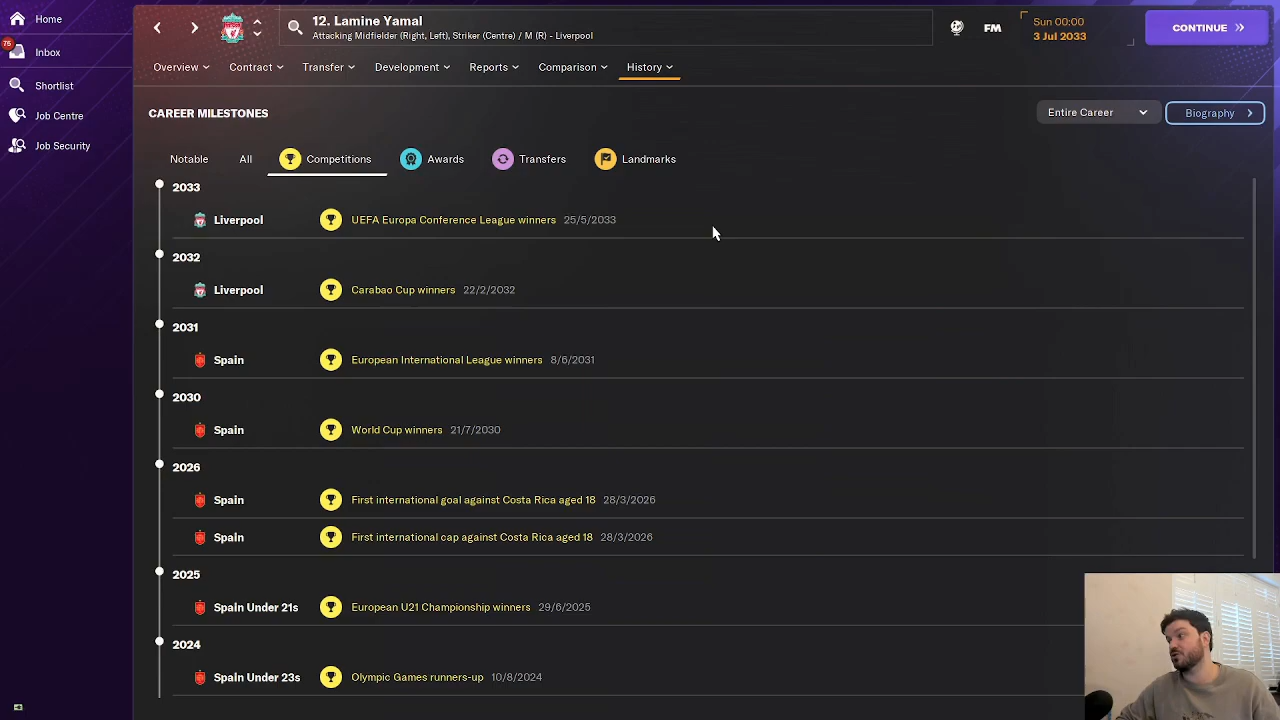 Home
75
Inbox
Shortlist
Job Centre
Job Security
12. Lamine Yamal
Attacking Midfielder (Right, Left), Striker (Centre) / M (R) - Liverpool
FM
Sun 00:00
3 Jul 2033
CONTINUE
Overview
Contract
Transfer
Development
Reports
Comparison
History
CAREER MILESTONES
Entire Career
Biography
Notable
All
Competitions
Awards
Transfers
Landmarks
2033
Liverpool UEFA Europa Conference League winners 25/5/2033
2032
Liverpool Carabao Cup winners 22/2/2032
2031
Spain European International League winners 8/6/2031
2030
Spain World Cup winners 21/7/2030
2026
Spain First international goal against Costa Rica aged 18 28/3/2026
Spain First international cap against Costa Rica aged 18 28/3/2026
2025
Spain Under 21s European U21 Championship winners 29/6/2025
2024
Spain Under 23s Olympic Games runners-up 10/8/2024